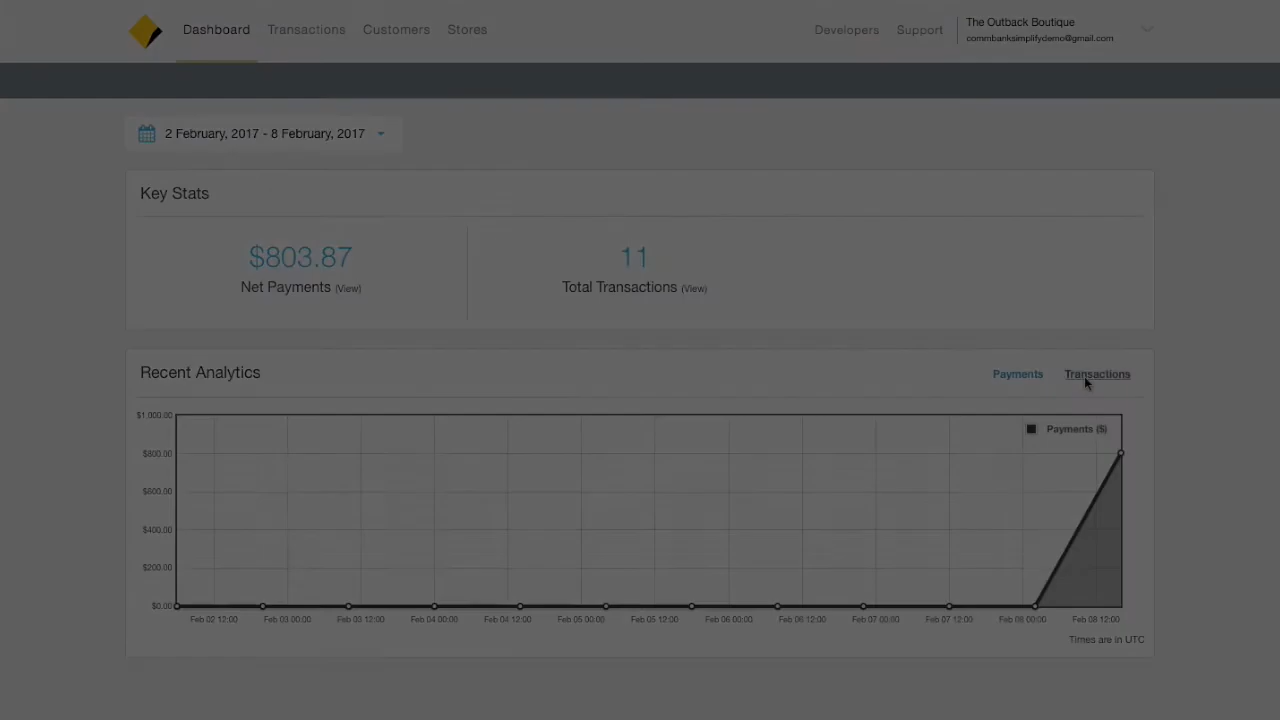 Dashboard Transactions Customers Stores Developers Support The Outback Boutique
commbanksimplifydemo@gmail.com
2 February, 2017 - 8 February, 2017
Key Stats
$803.87 11
Net Payments (View) Total Transactions (View)
Recent Analytics Payments Transactions
$1,000.00
Payments ($)
$800.00
$600.00
$400.00
$200.00
$0.00
Feb 02 12:00 Feb 03 00:00 Feb 03 12:00 Feb 04 00:00 Feb 04 12:00 Feb 05 00:00 Feb 05 12:00 Feb 06 00:00 Feb 06 12:00 Feb 07 00:00 Feb 07 12:00 Feb 08 00:00 Feb 08 12:00
Times are in UTC